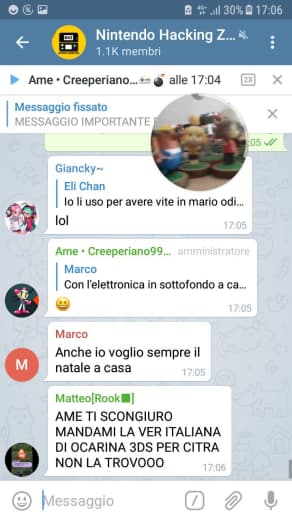 30% 17:06
Nintendo Hacking Z...
1.1K membri
Ame • Creeperiano... alle 17:04 2X
Messaggio fissato
MESSAGGIO IMPORTANTE
:05
Giancky~
Eli Chan
Io li uso per avere vite in mario odi...
lol
17:05
Ame • Creeperiano99... amministratore
Marco
Con l'elettronica in sottofondo a ca...
17:05
Marco
Anche io voglio sempre il
natale a casa
17:05
M
Matteo[Rook
AME TI SCONGIURO
MANDAMI LA VER ITALIANA
DI OCARINA 3DS PER CITRA
NON LA TROVOOO
17:06
Messaggio